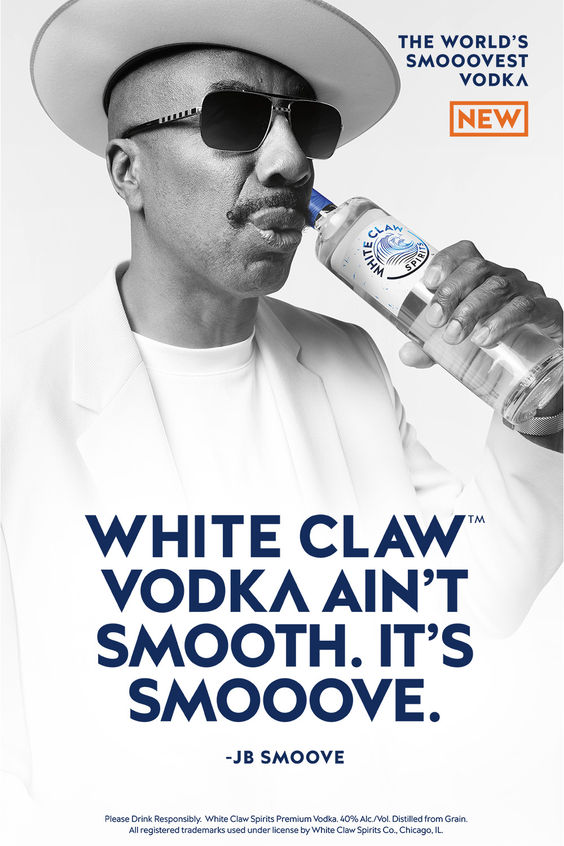 THE WORLD'S
SMOOOVEST
VODKA
NEW
WHITE CLAW
SPIRITS
WHITE CLAW™
VODKA AIN'T
SMOOTH. IT'S
SMOOOVE.
-JB SMOOVE
Please Drink Responsibly. White Claw Spirits Premium Vodka. 40% Alc./Vol. Distilled from Grain.
All registered trademarks used under license by White Claw Spirits Co., Chicago, IL.